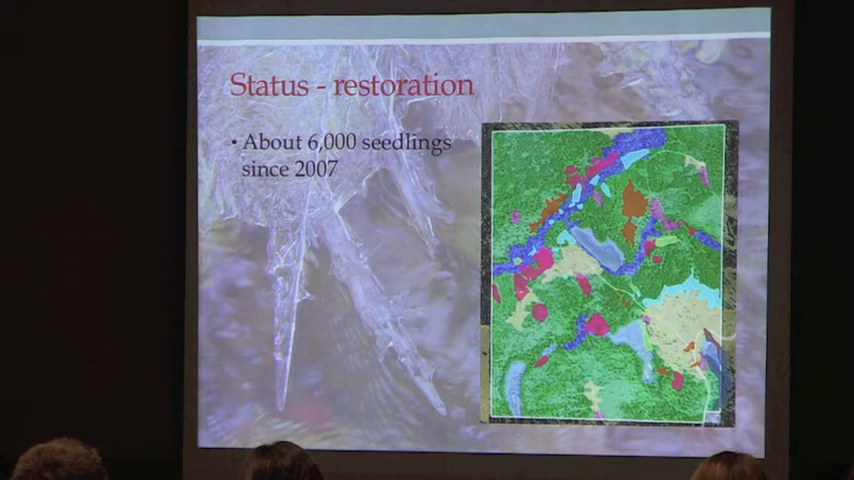 Status - restoration
• About 6,000 seedlings
since 2007